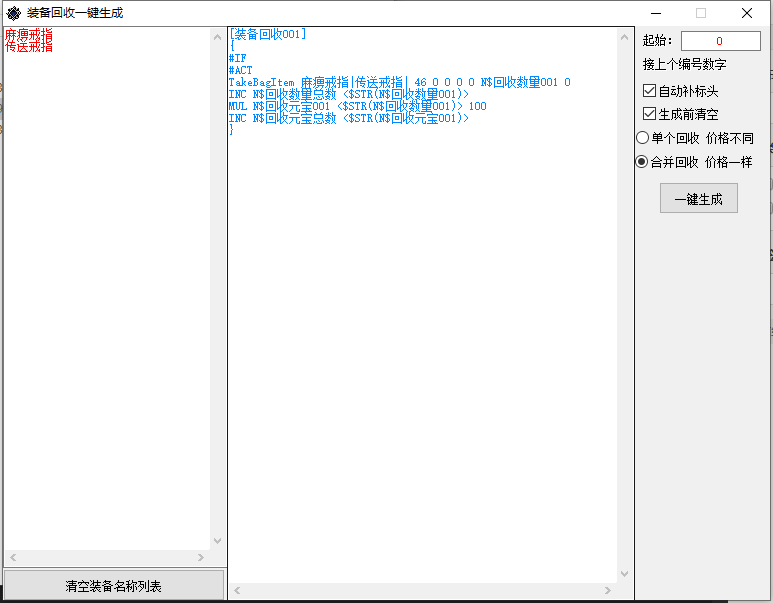 装备回收一键生成
麻痹戒指
传送戒指
清空装备名称列表
[装备回收001]
{
#IF
#ACT
TakeBagItem 麻痹戒指|传送戒指| 46 0 0 0 0 N$回收数量001 0
INC N$回收数量总数 <$STR(N$回收数量001)>
MUL N$回收元宝001 <$STR(N$回收数量001)> 100
INC N$回收元宝总数 <$STR(N$回收元宝001)>
}
起始: 0
接上个编号数字
自动补标头
生成前清空
单个回收 价格不同
合并回收 价格一样
一键生成